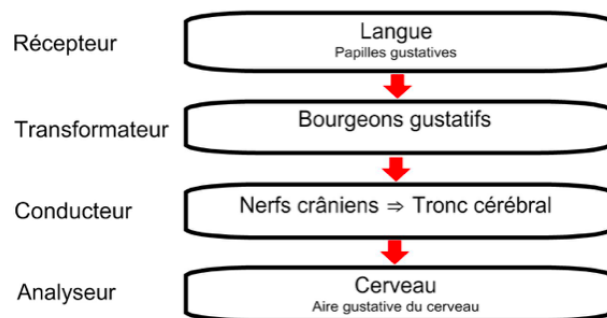 Récepteur
Langue
Papilles gustatives
Transformateur
Bourgeons gustatifs
Conducteur
Nerfs crâniens ⇒ Tronc cérébral
Analyseur
Cerveau
Aire gustative du cerveau